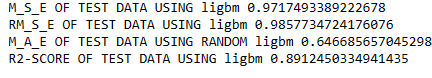 M_S_E OF TEST DATA USING ligbm 0.9717493389222678
RM_S_E OF TEST DATA USING ligbm 0.9857734724176076
M_A_E OF TEST DATA USING RANDOM ligbm 0.646685657045298
R2-SCORE OF TEST DATA USING ligbm 0.8912450334941435